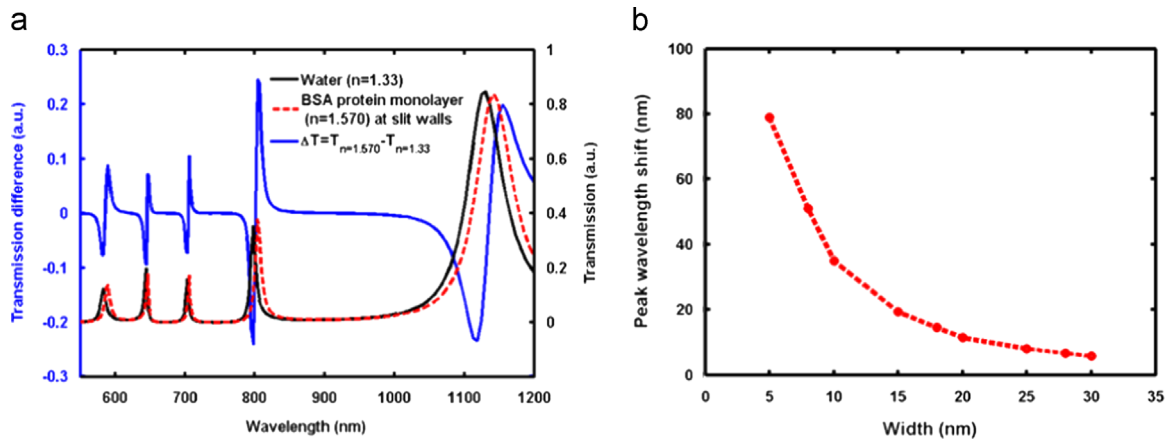 a
0.3
0.2
0.1
0
-0.1
-0.2
-0.3
Transmission difference (a.u.)
Water (n=1.33)
BSA protein monolayer
(n=1.570) at slit walls
ΔT=Tn=1.570-Tn=1.33
1
0.8
0.6
0.4
0.2
0
Transmission (a.u.)
600 700 800 900 1000 1100 1200
Wavelength (nm)
b
100
80
60
40
20
0
Peak wavelength shift (nm)
0 5 10 15 20 25 30 35
Width (nm)